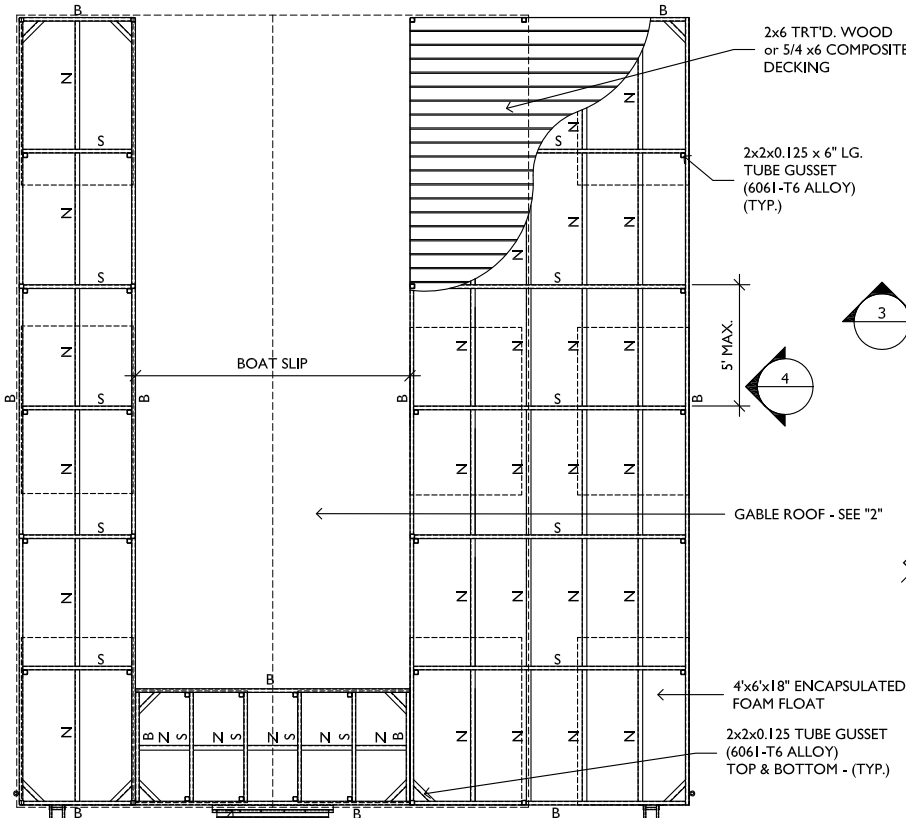 B
B
2x6 TRT'D. WOOD
or 5/4 x6 COMPOSITE
DECKING
N
N
N
S
S
2x2x0.125 x 6" LG.
TUBE GUSSET
(6061-T6 ALLOY)
(TYP.)
N
N
N
N
S
S
3
N
N
N
N
N
5' MAX.
BOAT SLIP
4
B
B
B
B
S
S
N
N
N
N
N
GABLE ROOF - SEE "2"
S
S
N
N
N
N
N
S
S
B
4'x6'x18" ENCAPSULATED
FOAM FLOAT
N
B
N
S
N
S
N
S
N
S
N
B
N
N
N
N
2x2x0.125 TUBE GUSSET
(6061-T6 ALLOY)
TOP & BOTTOM - (TYP.)
B
B
B